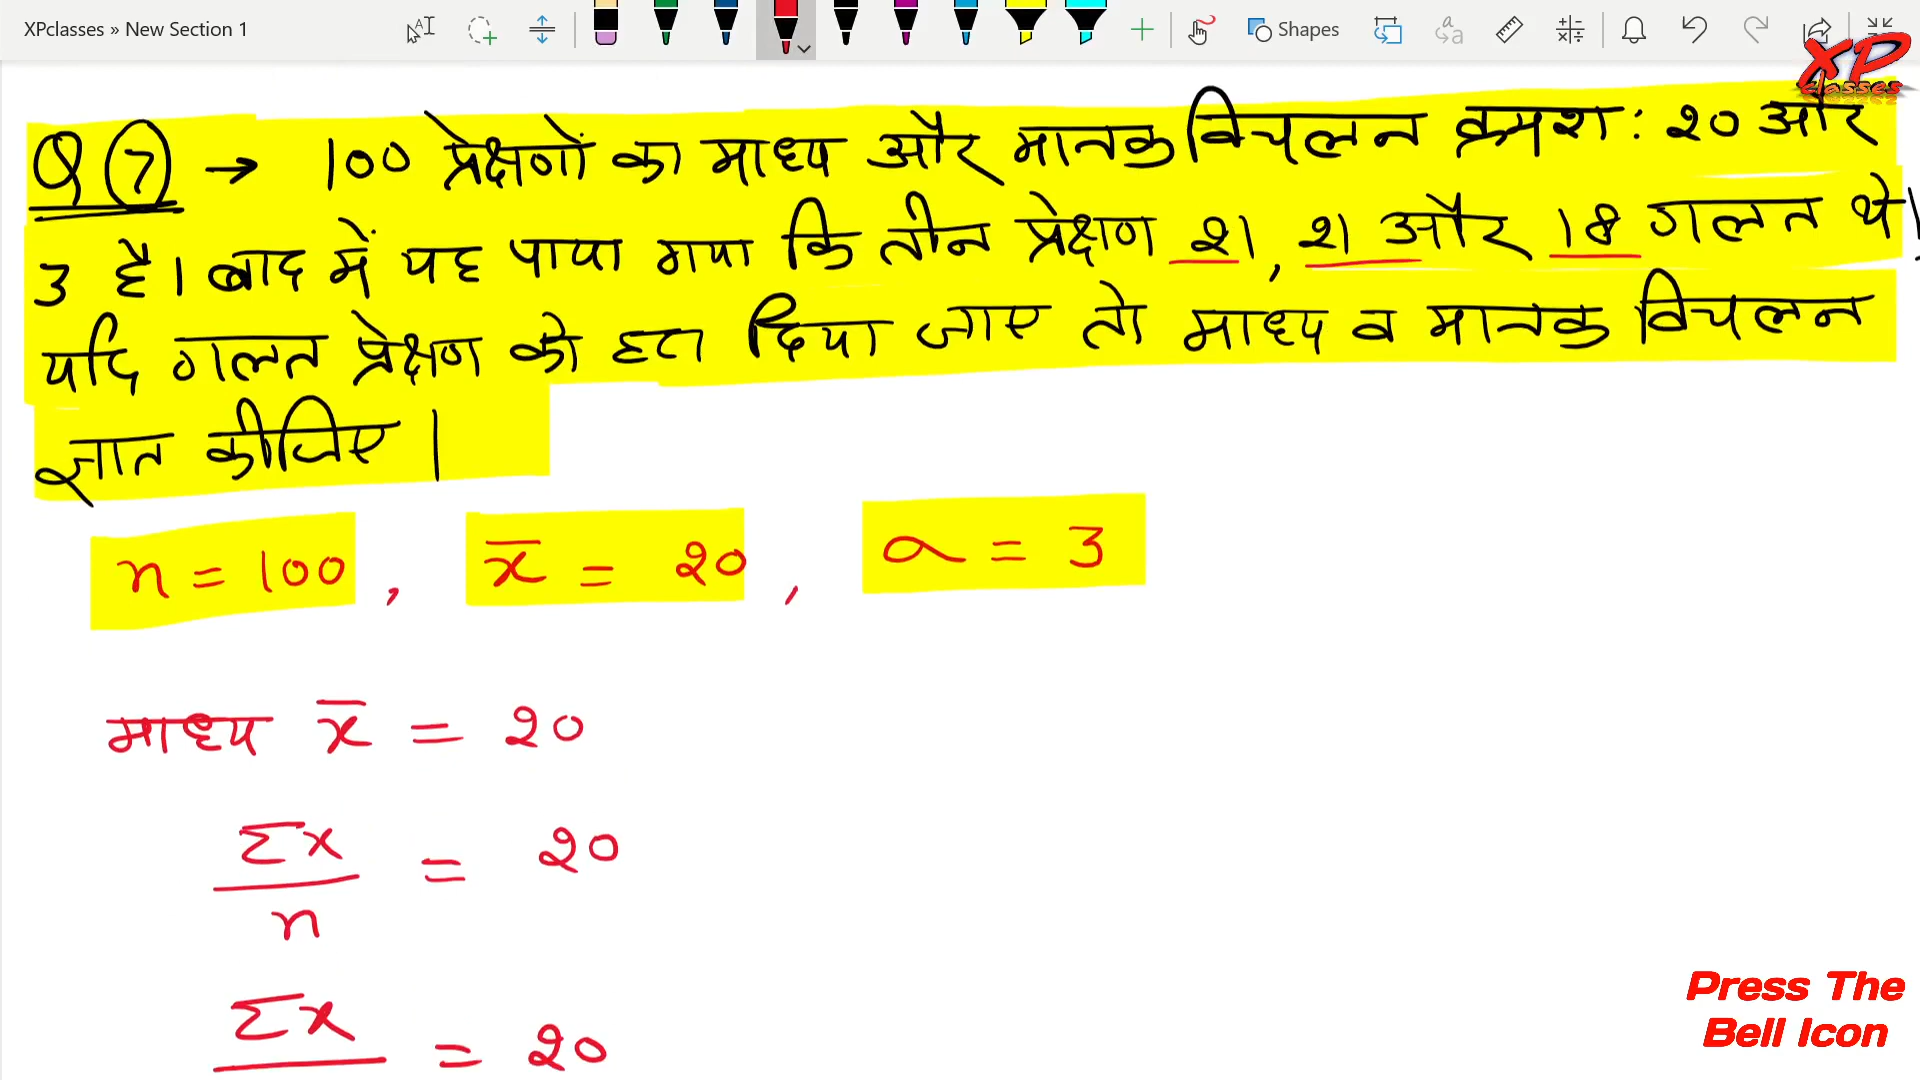 XPclasses » New Section 1
Shapes
XP
classes
Q 7 → 100 प्रेक्षणों का माध्य और मानक विचलन क्रमश: 20 और
3 है। बाद में यह पाया गया कि तीन प्रेक्षण 21, 21 और 18 गलत थे।
यदि गलत प्रेक्षण को हटा दिया जाए तो माध्य व मानक विचलन
ज्ञात कीजिए।
n = 100 , x̄ = 20 , σ = 3
माध्य x̄ = 20
Σx = 20
n
Σx = 20
Press The
Bell Icon